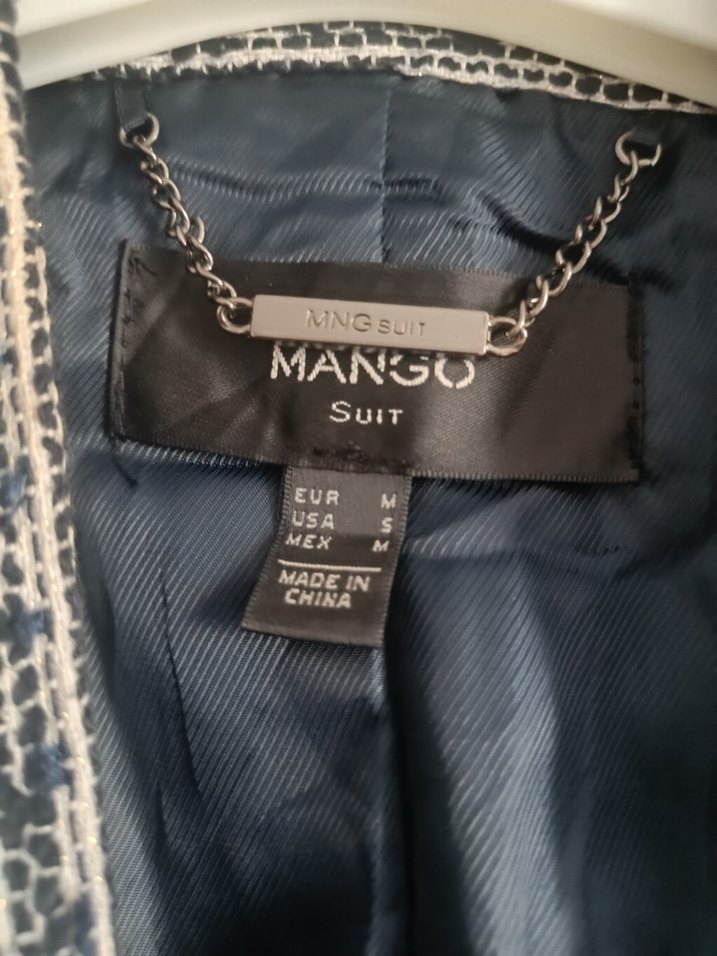 MNG SUIT
MANGO
SUIT
EUR M
USA S
MEX M
MADE IN
CHINA